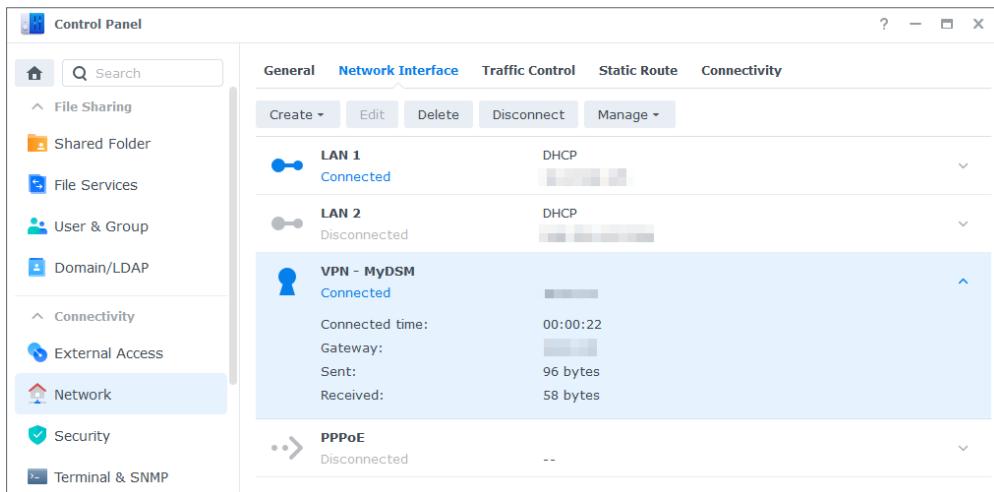 Control Panel
?
Search
File Sharing
Shared Folder
File Services
User & Group
Domain/LDAP
Connectivity
External Access
Network
Security
Terminal & SNMP
General Network Interface Traffic Control Static Route Connectivity
Create Edit Delete Disconnect Manage
LAN 1 DHCP
Connected
LAN 2 DHCP
Disconnected
VPN - MyDSM
Connected
Connected time: 00:00:22
Gateway:
Sent: 96 bytes
Received: 58 bytes
PPPoE
Disconnected --